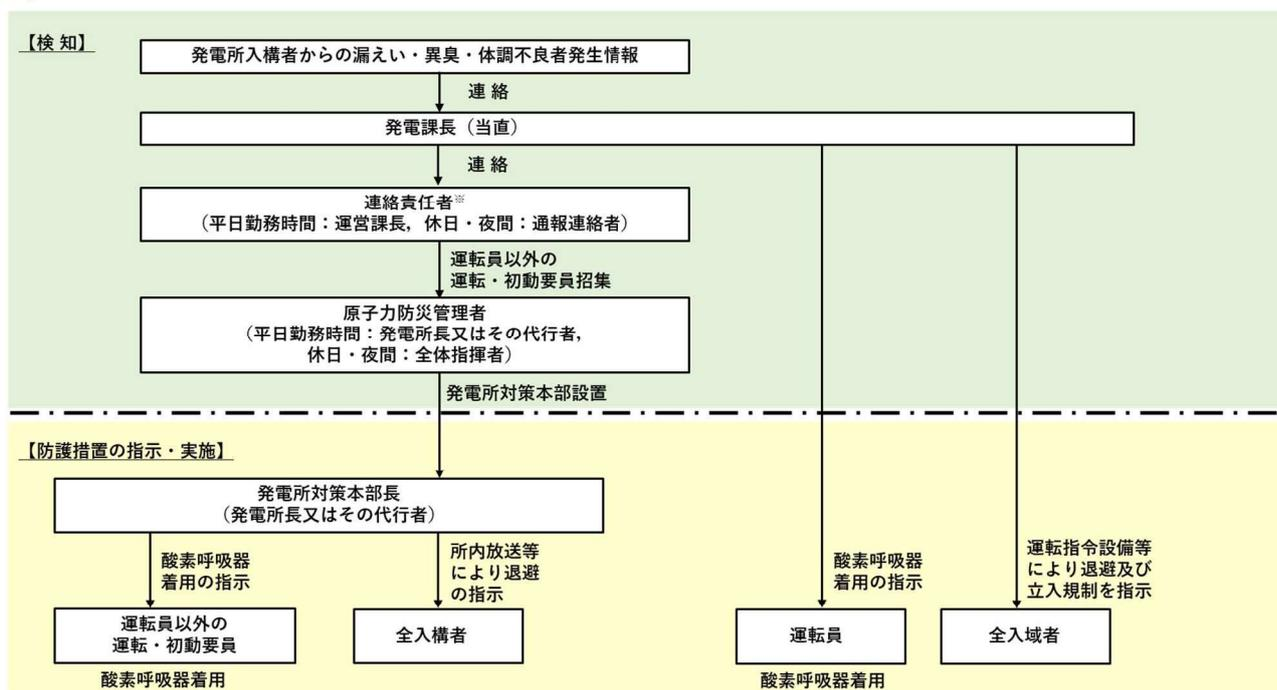 【検 知】
発電所入構者からの漏えい・異臭・体調不良者発生情報
連 絡
発電課長（当直）
連 絡
連絡責任者※
（平日勤務時間：運営課長，休日・夜間：通報連絡者）
運転員以外の
運転・初動要員招集
原子力防災管理者
（平日勤務時間：発電所長又はその代行者，
休日・夜間：全体指揮者）
発電所対策本部設置
【防護措置の指示・実施】
発電所対策本部長
（発電所長又はその代行者）
酸素呼吸器
着用の指示
所内放送等
により退避
の指示
酸素呼吸器
着用の指示
運転指令設備等
により退避及び
立入規制を指示
運転員以外の
運転・初動要員
全入構者
運転員
全入域者
酸素呼吸器着用
酸素呼吸器着用